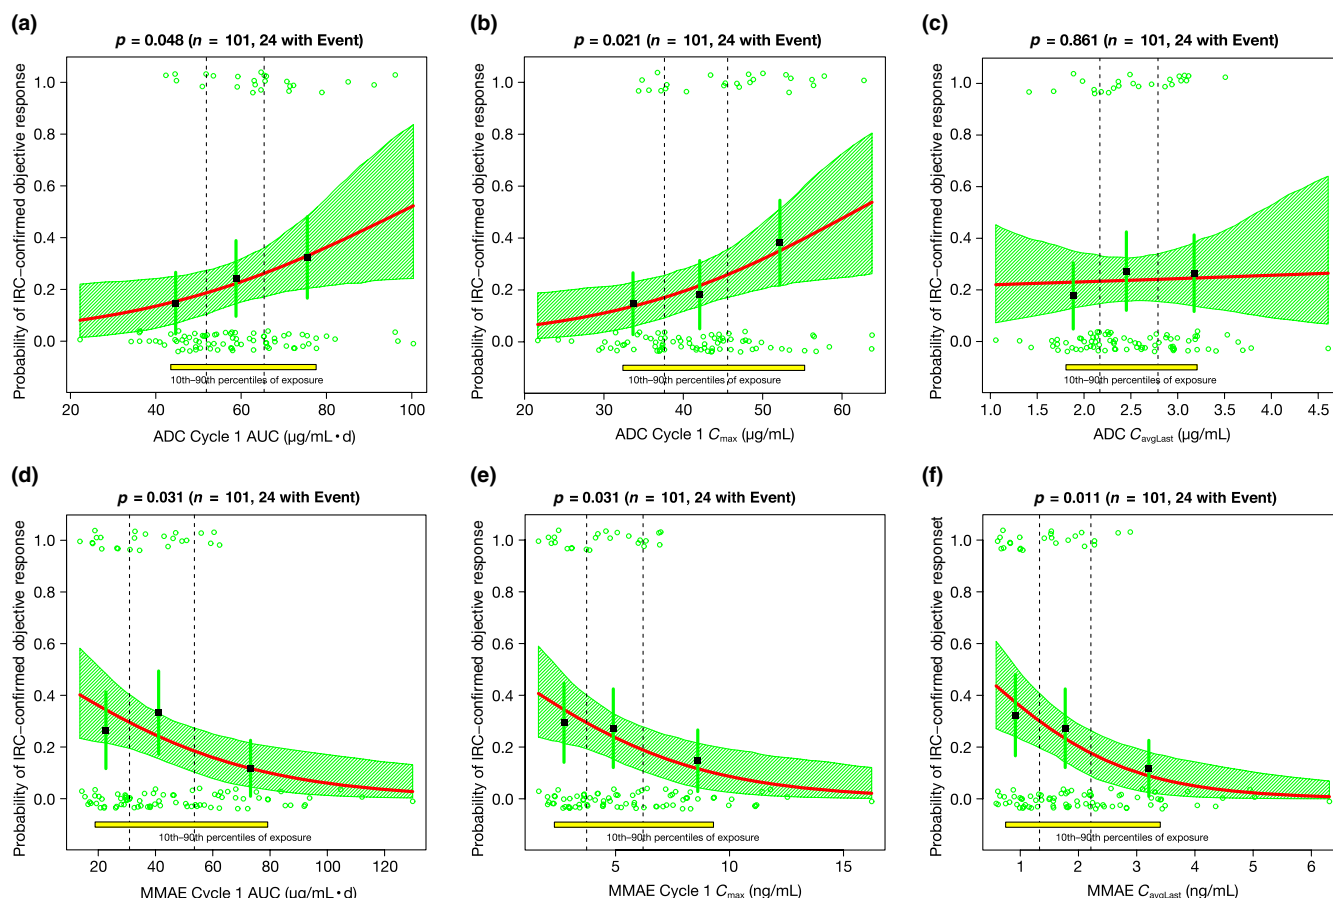 (a)
p = 0.048 (n = 101, 24 with Event)
Probability of IRC−confirmed objective response
1.0
0.8
0.6
0.4
0.2
0.0
10th–90th percentiles of exposure
20 40 60 80 100
ADC Cycle 1 AUC (µg/mL•d)
(b)
p = 0.021 (n = 101, 24 with Event)
Probability of IRC−confirmed objective response
1.0
0.8
0.6
0.4
0.2
0.0
10th–90th percentiles of exposure
20 30 40 50 60
ADC Cycle 1 Cmax (µg/mL)
(c)
p = 0.861 (n = 101, 24 with Event)
Probability of IRC−confirmed objective response
1.0
0.8
0.6
0.4
0.2
0.0
10th–90th percentiles of exposure
1.0 1.5 2.0 2.5 3.0 3.5 4.0 4.5
ADC CavgLast (µg/mL)
(d)
p = 0.031 (n = 101, 24 with Event)
Probability of IRC−confirmed objective response
1.0
0.8
0.6
0.4
0.2
0.0
10th–90th percentiles of exposure
20 40 60 80 100 120
MMAE Cycle 1 AUC (µg/mL•d)
(e)
p = 0.031 (n = 101, 24 with Event)
Probability of IRC−confirmed objective response
1.0
0.8
0.6
0.4
0.2
0.0
10th–90th percentiles of exposure
5 10 15
MMAE Cycle 1 Cmax (ng/mL)
(f)
p = 0.011 (n = 101, 24 with Event)
Probability of IRC−confirmed objective responset
1.0
0.8
0.6
0.4
0.2
0.0
10th–90th percentiles of exposure
1 2 3 4 5 6
MMAE CavgLast (ng/mL)